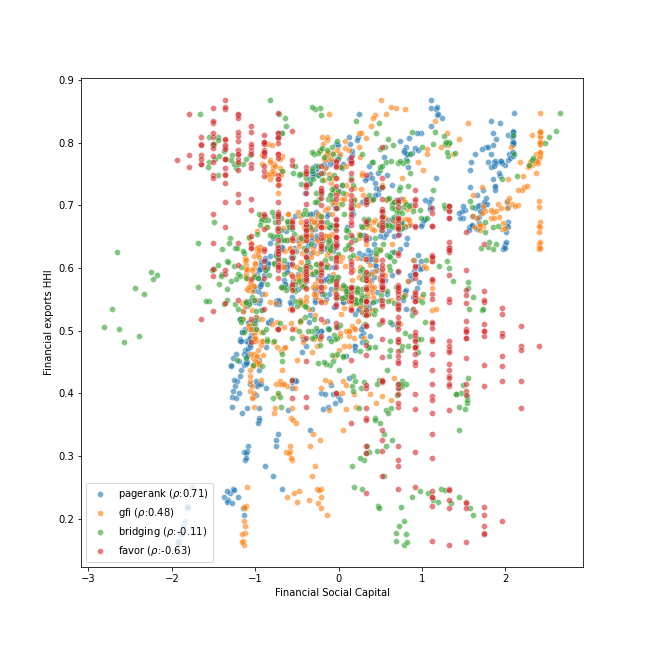 0.9
0.8
0.7
0.6
0.5
0.4
0.3
0.2
Financial exports HHI
pagerank (ρ:0.71)
gfi (ρ:0.48)
bridging (ρ:-0.11)
favor (ρ:-0.63)
−3 −2 −1 0 1 2
Financial Social Capital